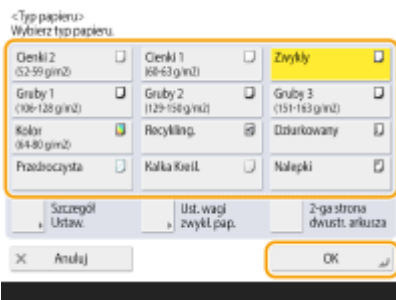 <Typ papieru>
Wybierz typ papieru.
Cienki 2
(52-59 g/m2)
Cienki 1
(60-63 g/m2)
Zwykły
Gruby 1
(106-128 g/m2)
Gruby 2
(129-150 g/m2)
Gruby 3
(151-163 g/m2)
Kolor
(64-80 g/m2)
Recykling.
Dziurkowany
Przeźroczysta
Kalka Kreśl.
Nalepki
Szczegół
Ustaw.
Ust. wagi
zwykł. pap.
2-ga strona
dwustr. arkusza
× Anuluj
OK